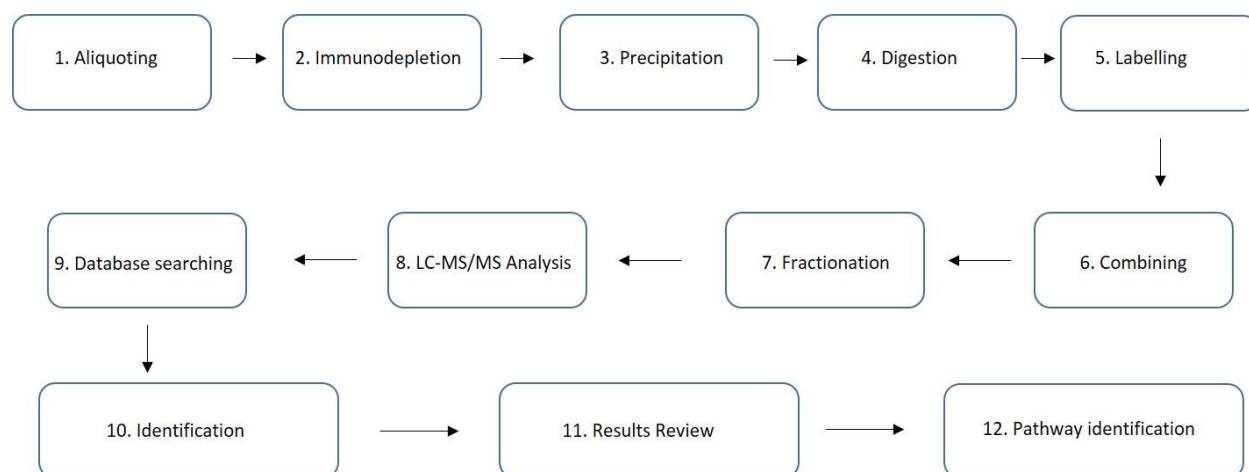 1. Aliquoting
2. Immunodepletion
3. Precipitation
4. Digestion
5. Labelling
6. Combining
7. Fractionation
8. LC-MS/MS Analysis
9. Database searching
10. Identification
11. Results Review
12. Pathway identification